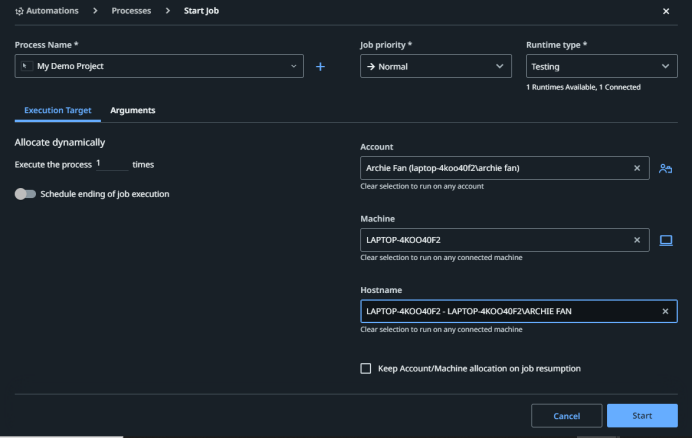 Automations > Processes > Start Job ×
Process Name *
My Demo Project
Job priority *
Normal
Runtime type *
Testing
1 Runtimes Available, 1 Connected
Execution Target Arguments
Allocate dynamically
Execute the process 1 times
Schedule ending of job execution
Account
Archie Fan (laptop-4koo40f2\archie fan)
Clear selection to run on any account
Machine
LAPTOP-4KOO40F2
Clear selection to run on any connected machine
Hostname
LAPTOP-4KOO40F2 - LAPTOP-4KOO40F2\ARCHIE FAN
Clear selection to run on any connected machine
Keep Account/Machine allocation on job resumption
Cancel Start